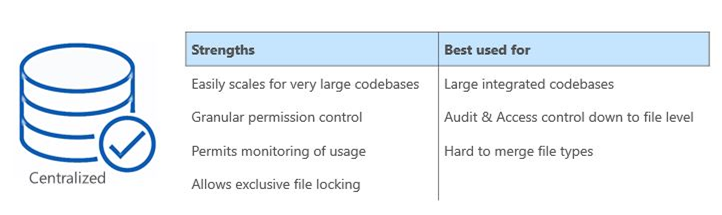 Strengths
Best used for
Easily scales for very large codebases
Large integrated codebases
Granular permission control
Audit & Access control down to file level
Permits monitoring of usage
Hard to merge file types
Allows exclusive file locking
Centralized